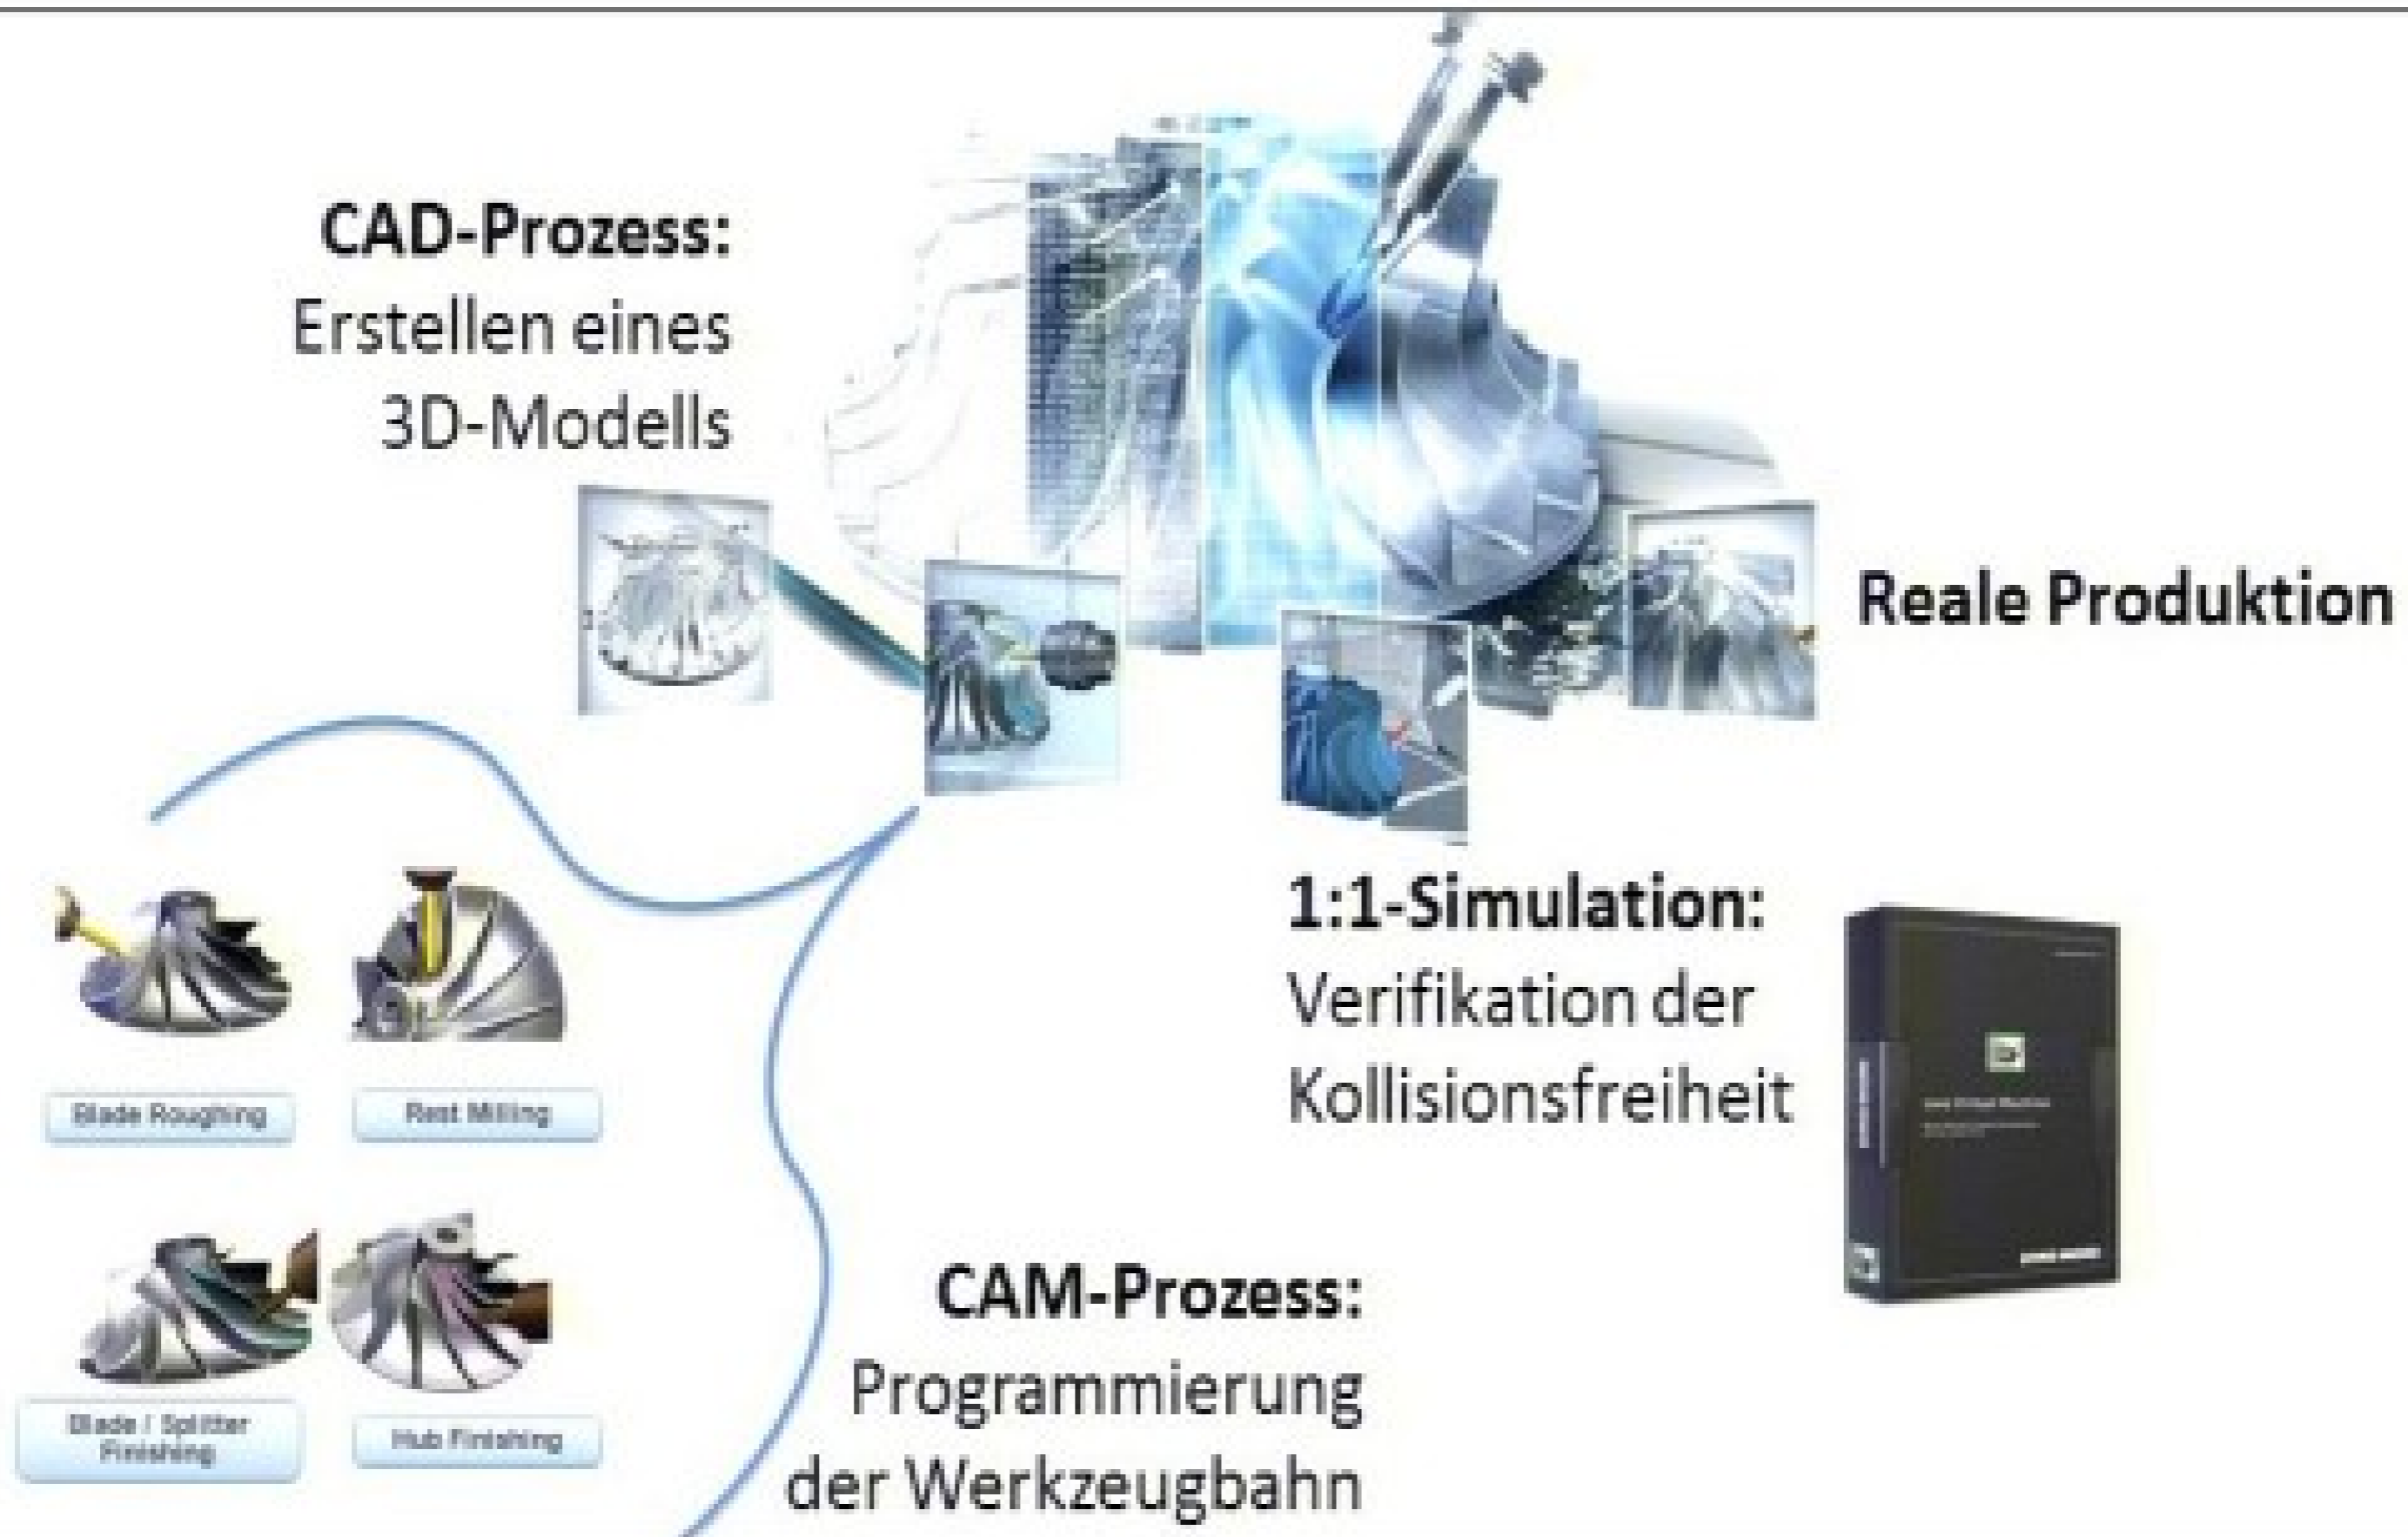 CAD-Prozess:
Erstellen eines
3D-Modells
Reale Produktion
1:1-Simulation:
Verifikation der
Kollisionsfreiheit
Blade Roughing
Rest Milling
Blade / Splitter
Finishing
Hub Finishing
CAM-Prozess:
Programmierung
der Werkzeugbahn